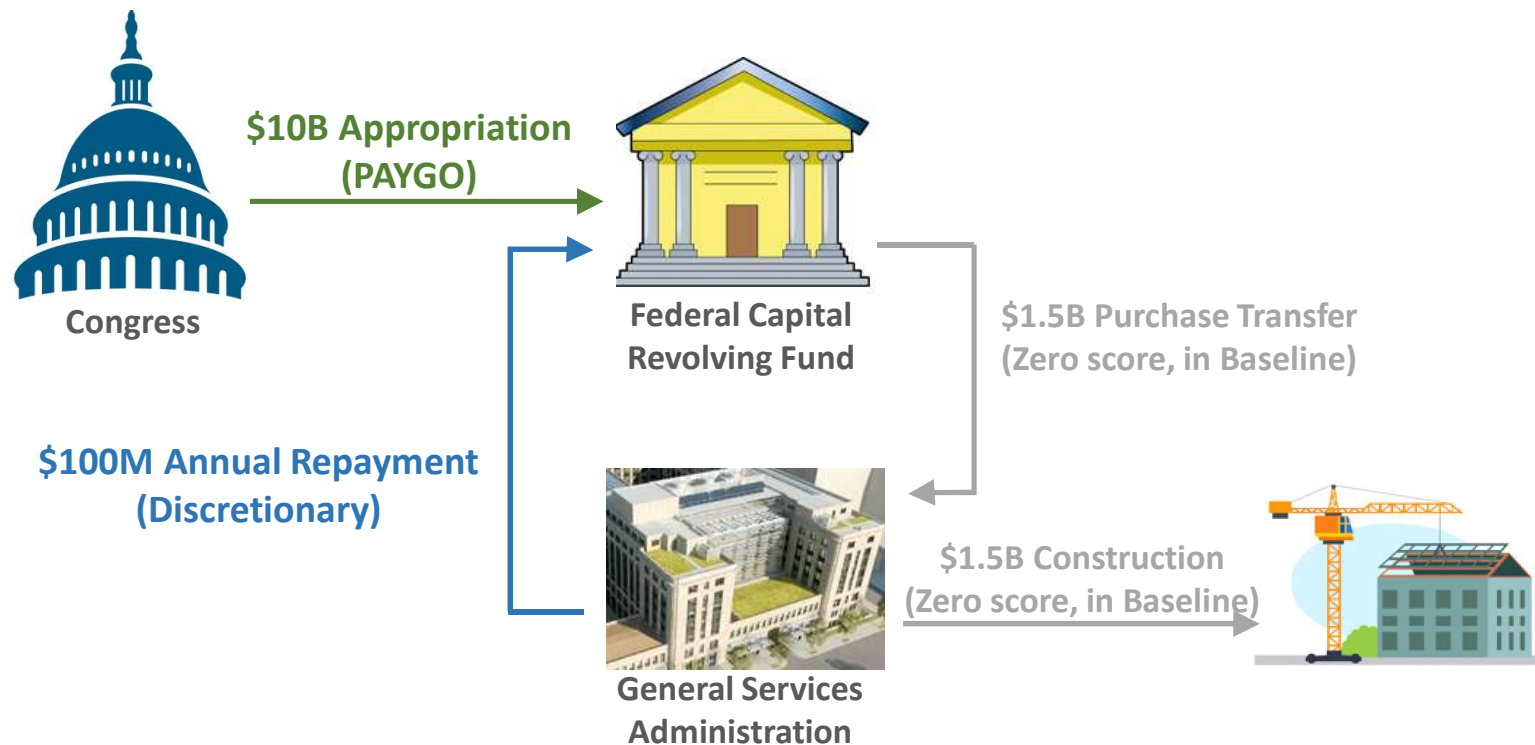 $10B Appropriation
(PAYGO)
Congress
Federal Capital
Revolving Fund
$1.5B Purchase Transfer
(Zero score, in Baseline)
$100M Annual Repayment
(Discretionary)
$1.5B Construction
(Zero score, in Baseline)
General Services
Administration